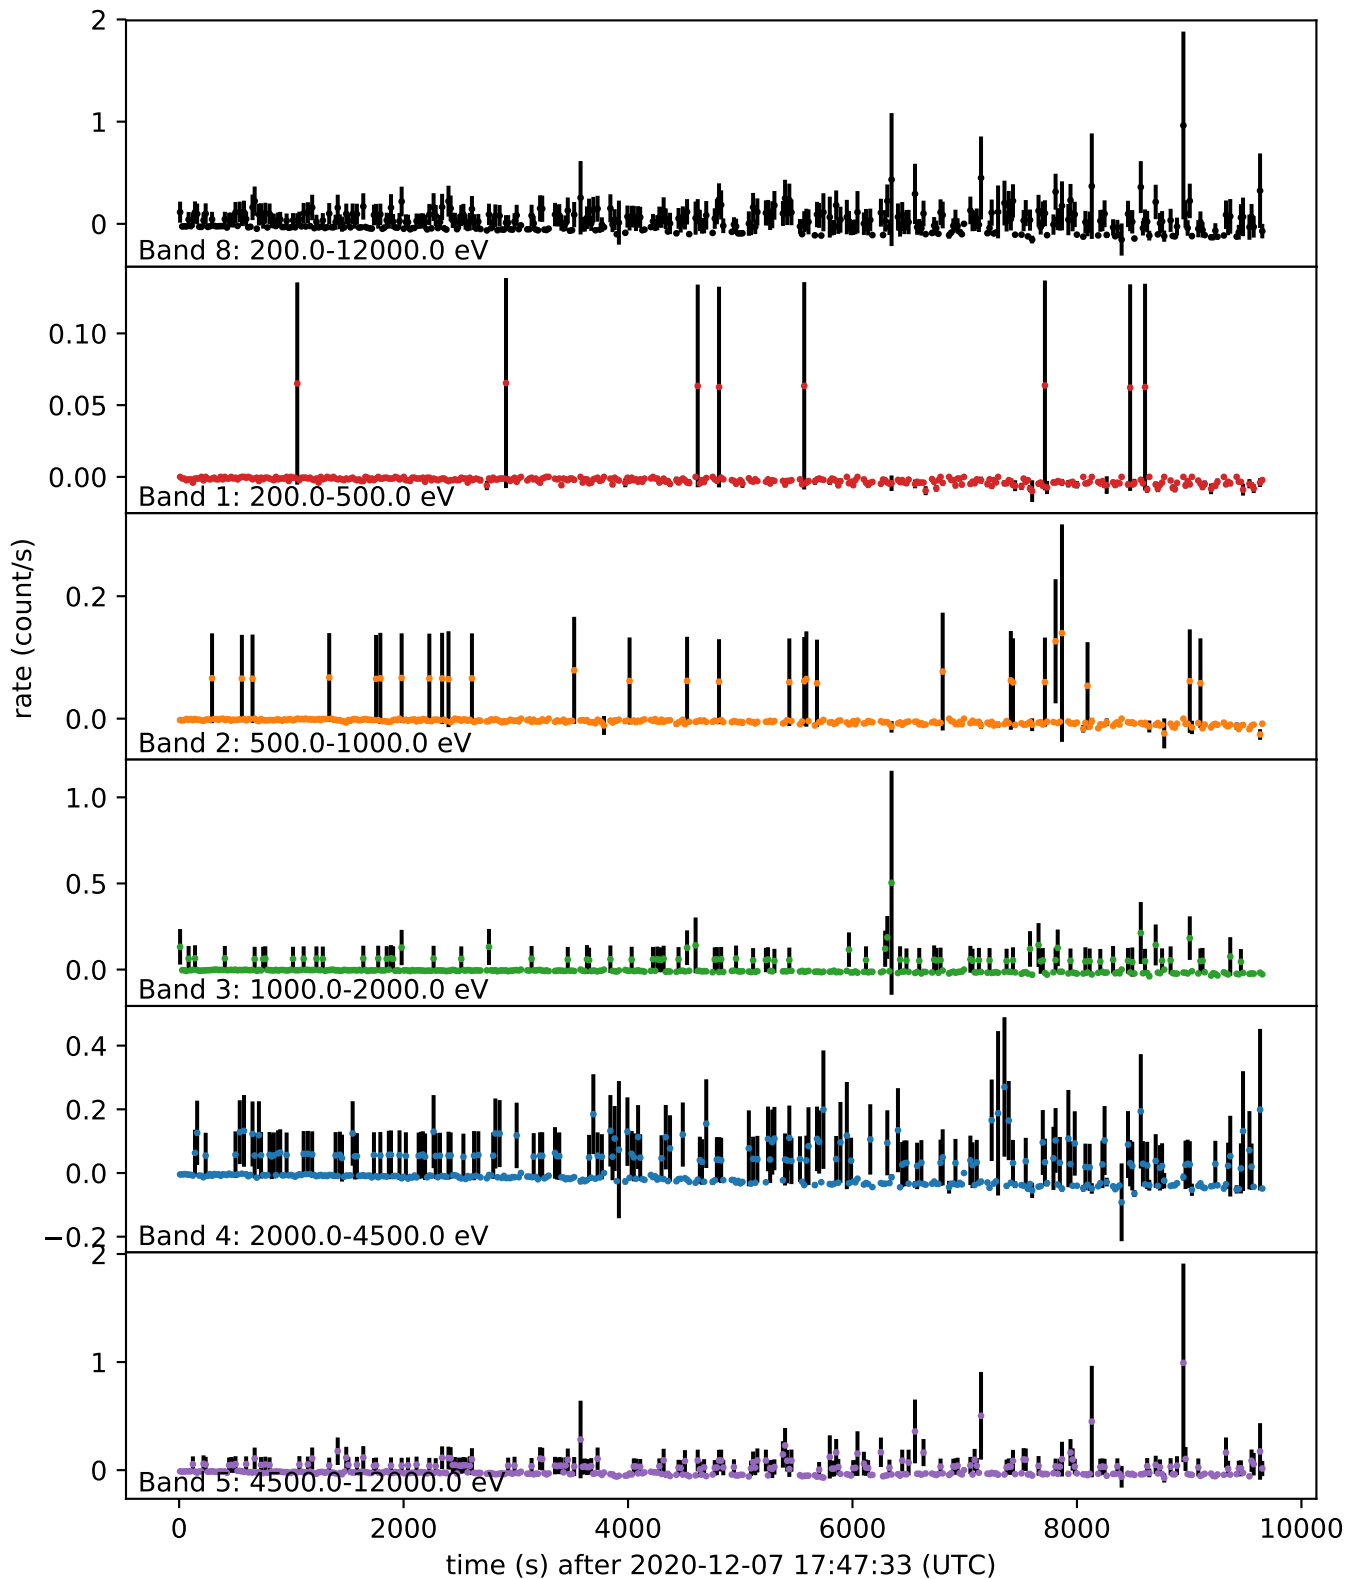 2
1
0
Band 8: 200.0-12000.0 eV
0.10
0.05
0.00
Band 1: 200.0-500.0 eV
rate (count/s)
0.2
0.0
Band 2: 500.0-1000.0 eV
1.0
0.5
0.0
Band 3: 1000.0-2000.0 eV
0.4
0.2
0.0
−0.2
Band 4: 2000.0-4500.0 eV
2
1
0
Band 5: 4500.0-12000.0 eV
0 2000 4000 6000 8000 10000
time (s) after 2020-12-07 17:47:33 (UTC)